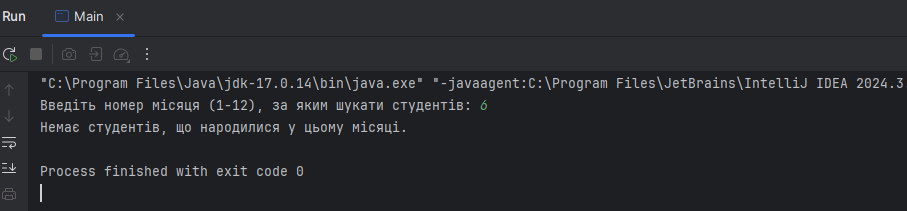 Run Main
"C:\Program Files\Java\jdk-17.0.14\bin\java.exe" "-javaagent:C:\Program Files\JetBrains\IntelliJ IDEA 2024.3
Введіть номер місяця (1-12), за яким шукати студентів: 6
Немає студентів, що народилися у цьому місяці.
Process finished with exit code 0